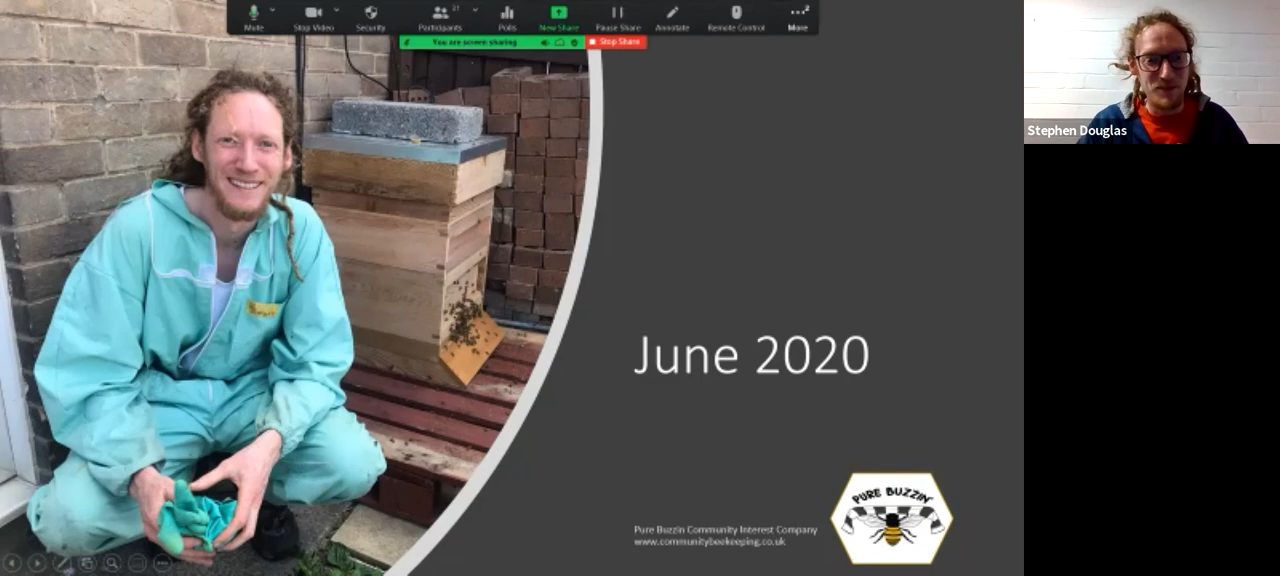 Mute
Stop Video
Security
Participants
21
Polls
New Share
Pause Share
Annotate
Remote Control
2
More
You are screen sharing
Stop Share
Stephen Douglas
June 2020
PURE BUZZIN'
Pure Buzzin Community Interest Company
www.communitybeekeeping.co.uk